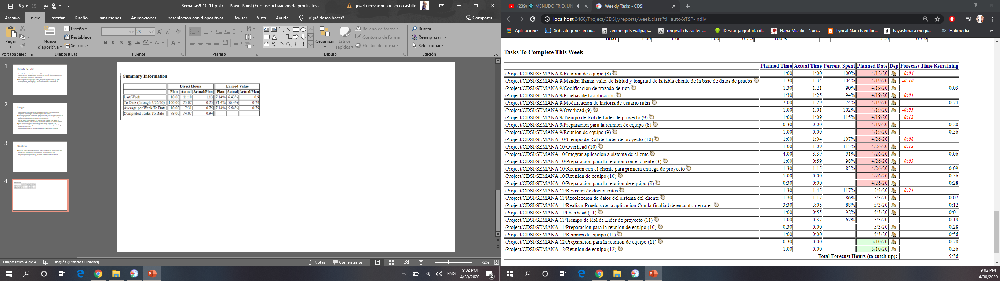 Semanas9_10_11.pptx - PowerPoint (Error de activación de productos)
joset geovanni pacheco castillo
Archivo Inicio Insertar Diseño Transiciones Animaciones Presentación con diapositivas Revisar Vista Ayuda ¿Qué desea hacer? Compartir
Pegar
Nueva diapositiva
Diseño
Restablecer
Sección
28
N K S S abc AV Aa A
Organizar
Estilos rápidos
Relleno de forma
Contorno de forma
Efectos de forma
Buscar
Reemplazar
Seleccionar
Portapapeles Diapositivas Fuente Párrafo Dibujo Edición
1
Reporte de Lider
2
Riesgos
3
Objetivos
4
Summary Information
Direct Hours Earned Value
Plan Actual Actual/Plan Plan Actual Actual/Plan
Last Week 10:00 11:18 1.13 7.14% 6.43% 0.9
To Date (through 4/26/20) 100:00 75:07 0.75 71.4% 56.4% 0.79
Average per Week To Date 10:00 7:31 0.75 7.14% 5.64% 0.79
Completed Tasks To Date 79:00 74:07 0.94
Diapositiva 4 de 4 Inglés (Estados Unidos) Notas Comentarios 72%
ENG 9:02 PM 4/30/2020 2
(239) MENUDO FRIO, UN
Weekly Tasks - CDSI
localhost:2468/Project/CDSI//reports/week.class?tl=auto&TSP-indiv
Aplicaciones Subcategories in ou... anime girls wallpap... original characters... Descarga gratuita d... Nana Mizuki - "Jun... Lyrical Nai-chan: lor... hayashibara megu... Halopedia »
Total 1:00 1:00 1:00 0.7% 100% 0:00 0.7%
Tasks To Complete This Week
Planned Time Actual Time Percent Spent Planned Date Dep Forecast Time Remaining
/Project/CDSI/SEMANA 8/Reunion de equipo (8) 1:00 1:00 100% 4/12/20 -0:04
/Project/CDSI/SEMANA 9/Mandar llamar valor de latitud y longitud de la tabla cliente de la base de datos de prueba 1:30 1:34 104% 4/19/20 -0:10
/Project/CDSI/SEMANA 9/Codificación de trazado de ruta 1:30 1:21 90% 4/19/20 0:03
/Project/CDSI/SEMANA 9/Pruebas de la aplicación 1:30 1:25 94% 4/19/20 -0:01
/Project/CDSI/SEMANA 9/Modificacion de historia de usuario rutas 2:00 1:29 74% 4/19/20 0:24
/Project/CDSI/SEMANA 9/Overhead (9) 1:00 1:01 102% 4/19/20 -0:05
/Project/CDSI/SEMANA 9/Tiempo de Rol de Lider de proyecto (9) 1:00 1:09 115% 4/19/20 -0:13
/Project/CDSI/SEMANA 9/Preparacion para la reunion de equipo (8) 0:30 0:00 4/19/20 0:28
/Project/CDSI/SEMANA 9/Reunion de equipo (9) 1:00 0:00 4/19/20 0:56
/Project/CDSI/SEMANA 10/Tiempo de Rol de Lider de proyecto (10) 1:00 1:04 107% 4/26/20 -0:08
/Project/CDSI/SEMANA 10/Overhead (10) 1:00 1:09 115% 4/26/20 -0:13
/Project/CDSI/SEMANA 10/Integrar aplicacion a sistema de cliente 4:00 3:39 91% 4/26/20 0:06
/Project/CDSI/SEMANA 10/Preparacion para la reunion con el cliente (3) 1:00 0:59 98% 4/26/20 -0:03
/Project/CDSI/SEMANA 10/Reunion con el cliente para primera entrega de proyecto 1:30 1:15 83% 4/26/20 0:09
/Project/CDSI/SEMANA 10/Reunion de equipo (10) 1:00 0:00 4/26/20 0:56
/Project/CDSI/SEMANA 10/Preparacion para la reunion de equipo (9) 0:30 0:00 4/26/20 0:28
/Project/CDSI/SEMANA 11/Revision de documentos 1:30 1:45 117% 5/3/20 -0:21
/Project/CDSI/SEMANA 11/Recoleccion de datos del sistema del cliente 1:30 1:17 86% 5/3/20 0:07
/Project/CDSI/SEMANA 11/Realizar Pruebas de la aplicacion Con la finaliad de encontrar errores 3:30 3:05 88% 5/3/20 0:12
/Project/CDSI/SEMANA 11/Overhead (11) 1:00 0:55 92% 5/3/20 0:01
/Project/CDSI/SEMANA 11/Tiempo de Rol de Lider de proyecto (11) 1:00 0:37 62% 5/3/20 0:19
/Project/CDSI/SEMANA 11/Preparacion para la reunion de equipo (10) 0:30 0:00 5/3/20 0:28
/Project/CDSI/SEMANA 11/Reunion de equipo (11) 1:00 0:00 5/3/20 0:56
/Project/CDSI/SEMANA 12/Preparacion para la reunion de equipo (11) 0:30 0:00 5/10/20 0:28
/Project/CDSI/SEMANA 12/Reunion de equipo (12) 1:00 0:00 5/10/20 0:56
Total Forecast Hours (to catch up): 5:36
9:02 PM
4/30/2020